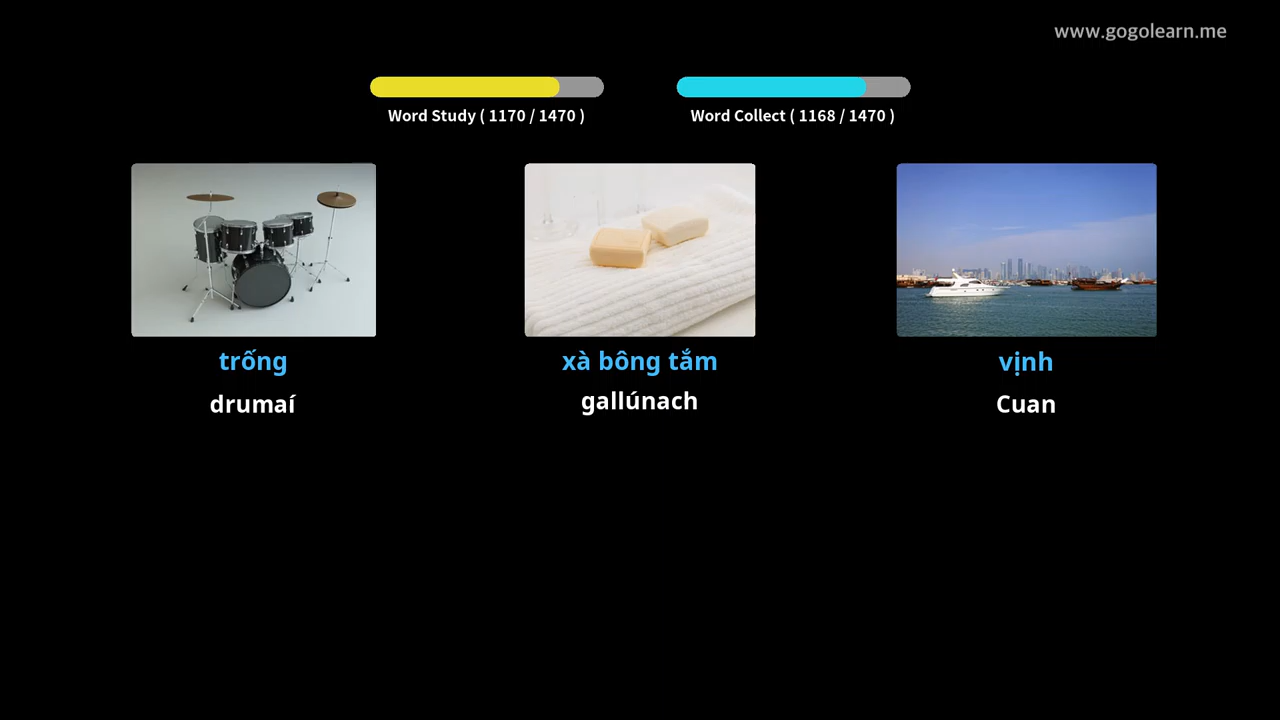 www.gogolearn.me
Word Study ( 1170 / 1470 )
Word Collect ( 1168 / 1470 )
trống
xà bông tắm
vịnh
drumaí
gallúnach
Cuan